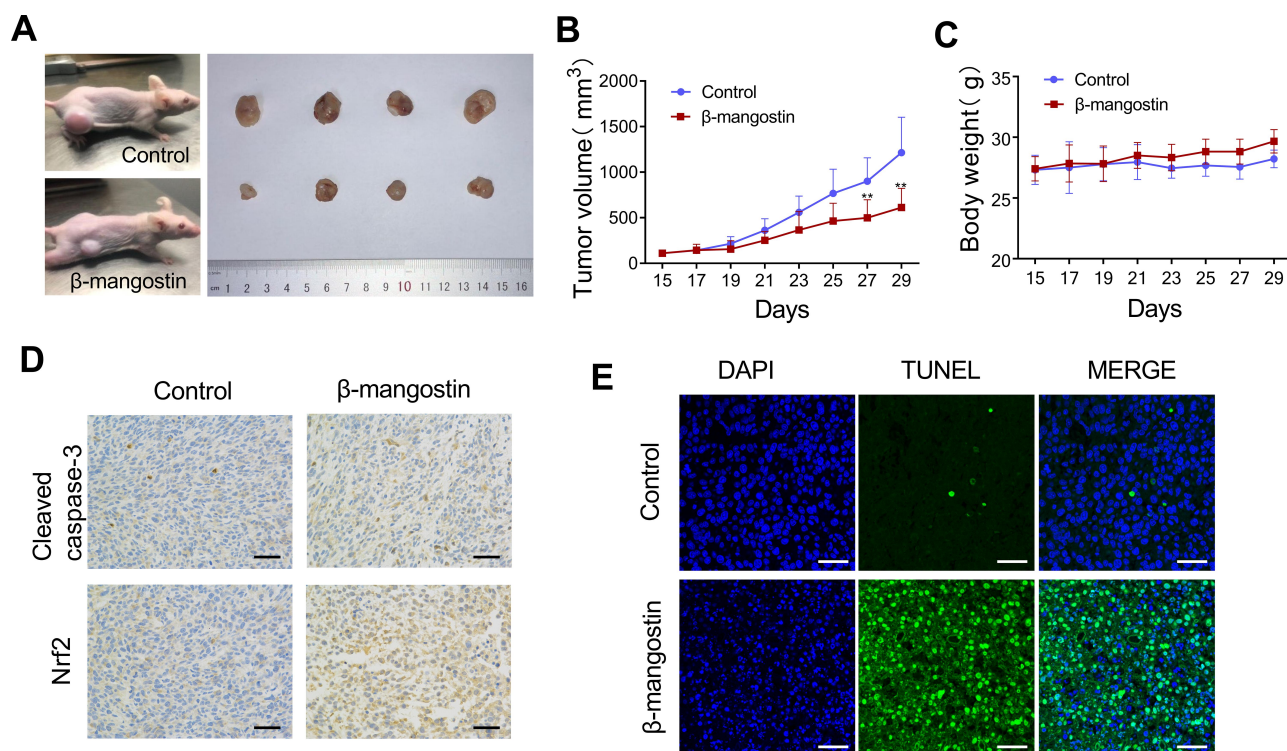 A
Control
β-mangostin
cm 1 2 3 4 5 6 7 8 9 10 11 12 13 14 15 16
B
Tumor volume( mm³)
2000
1500
1000
500
0
Control
β-mangostin
**
**
15 17 19 21 23 25 27 29
Days
C
Body weight( g)
35
30
25
20
Control
β-mangostin
15 17 19 21 23 25 27 29
Days
D
Control
β-mangostin
Cleaved
caspase-3
Nrf2
E
DAPI
TUNEL
MERGE
Control
β-mangostin